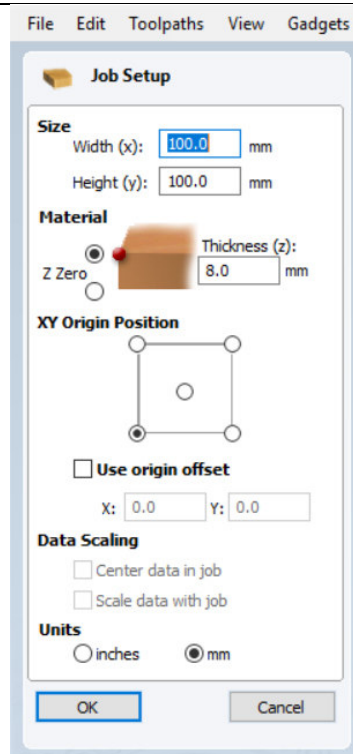 File Edit Toolpaths View Gadgets
Job Setup
Size
Width (x): 100.0 mm
Height (y): 100.0 mm
Material
Thickness (z):
Z Zero 8.0 mm
XY Origin Position
Use origin offset
X: 0.0 Y: 0.0
Data Scaling
Center data in job
Scale data with job
Units
inches mm
OK Cancel